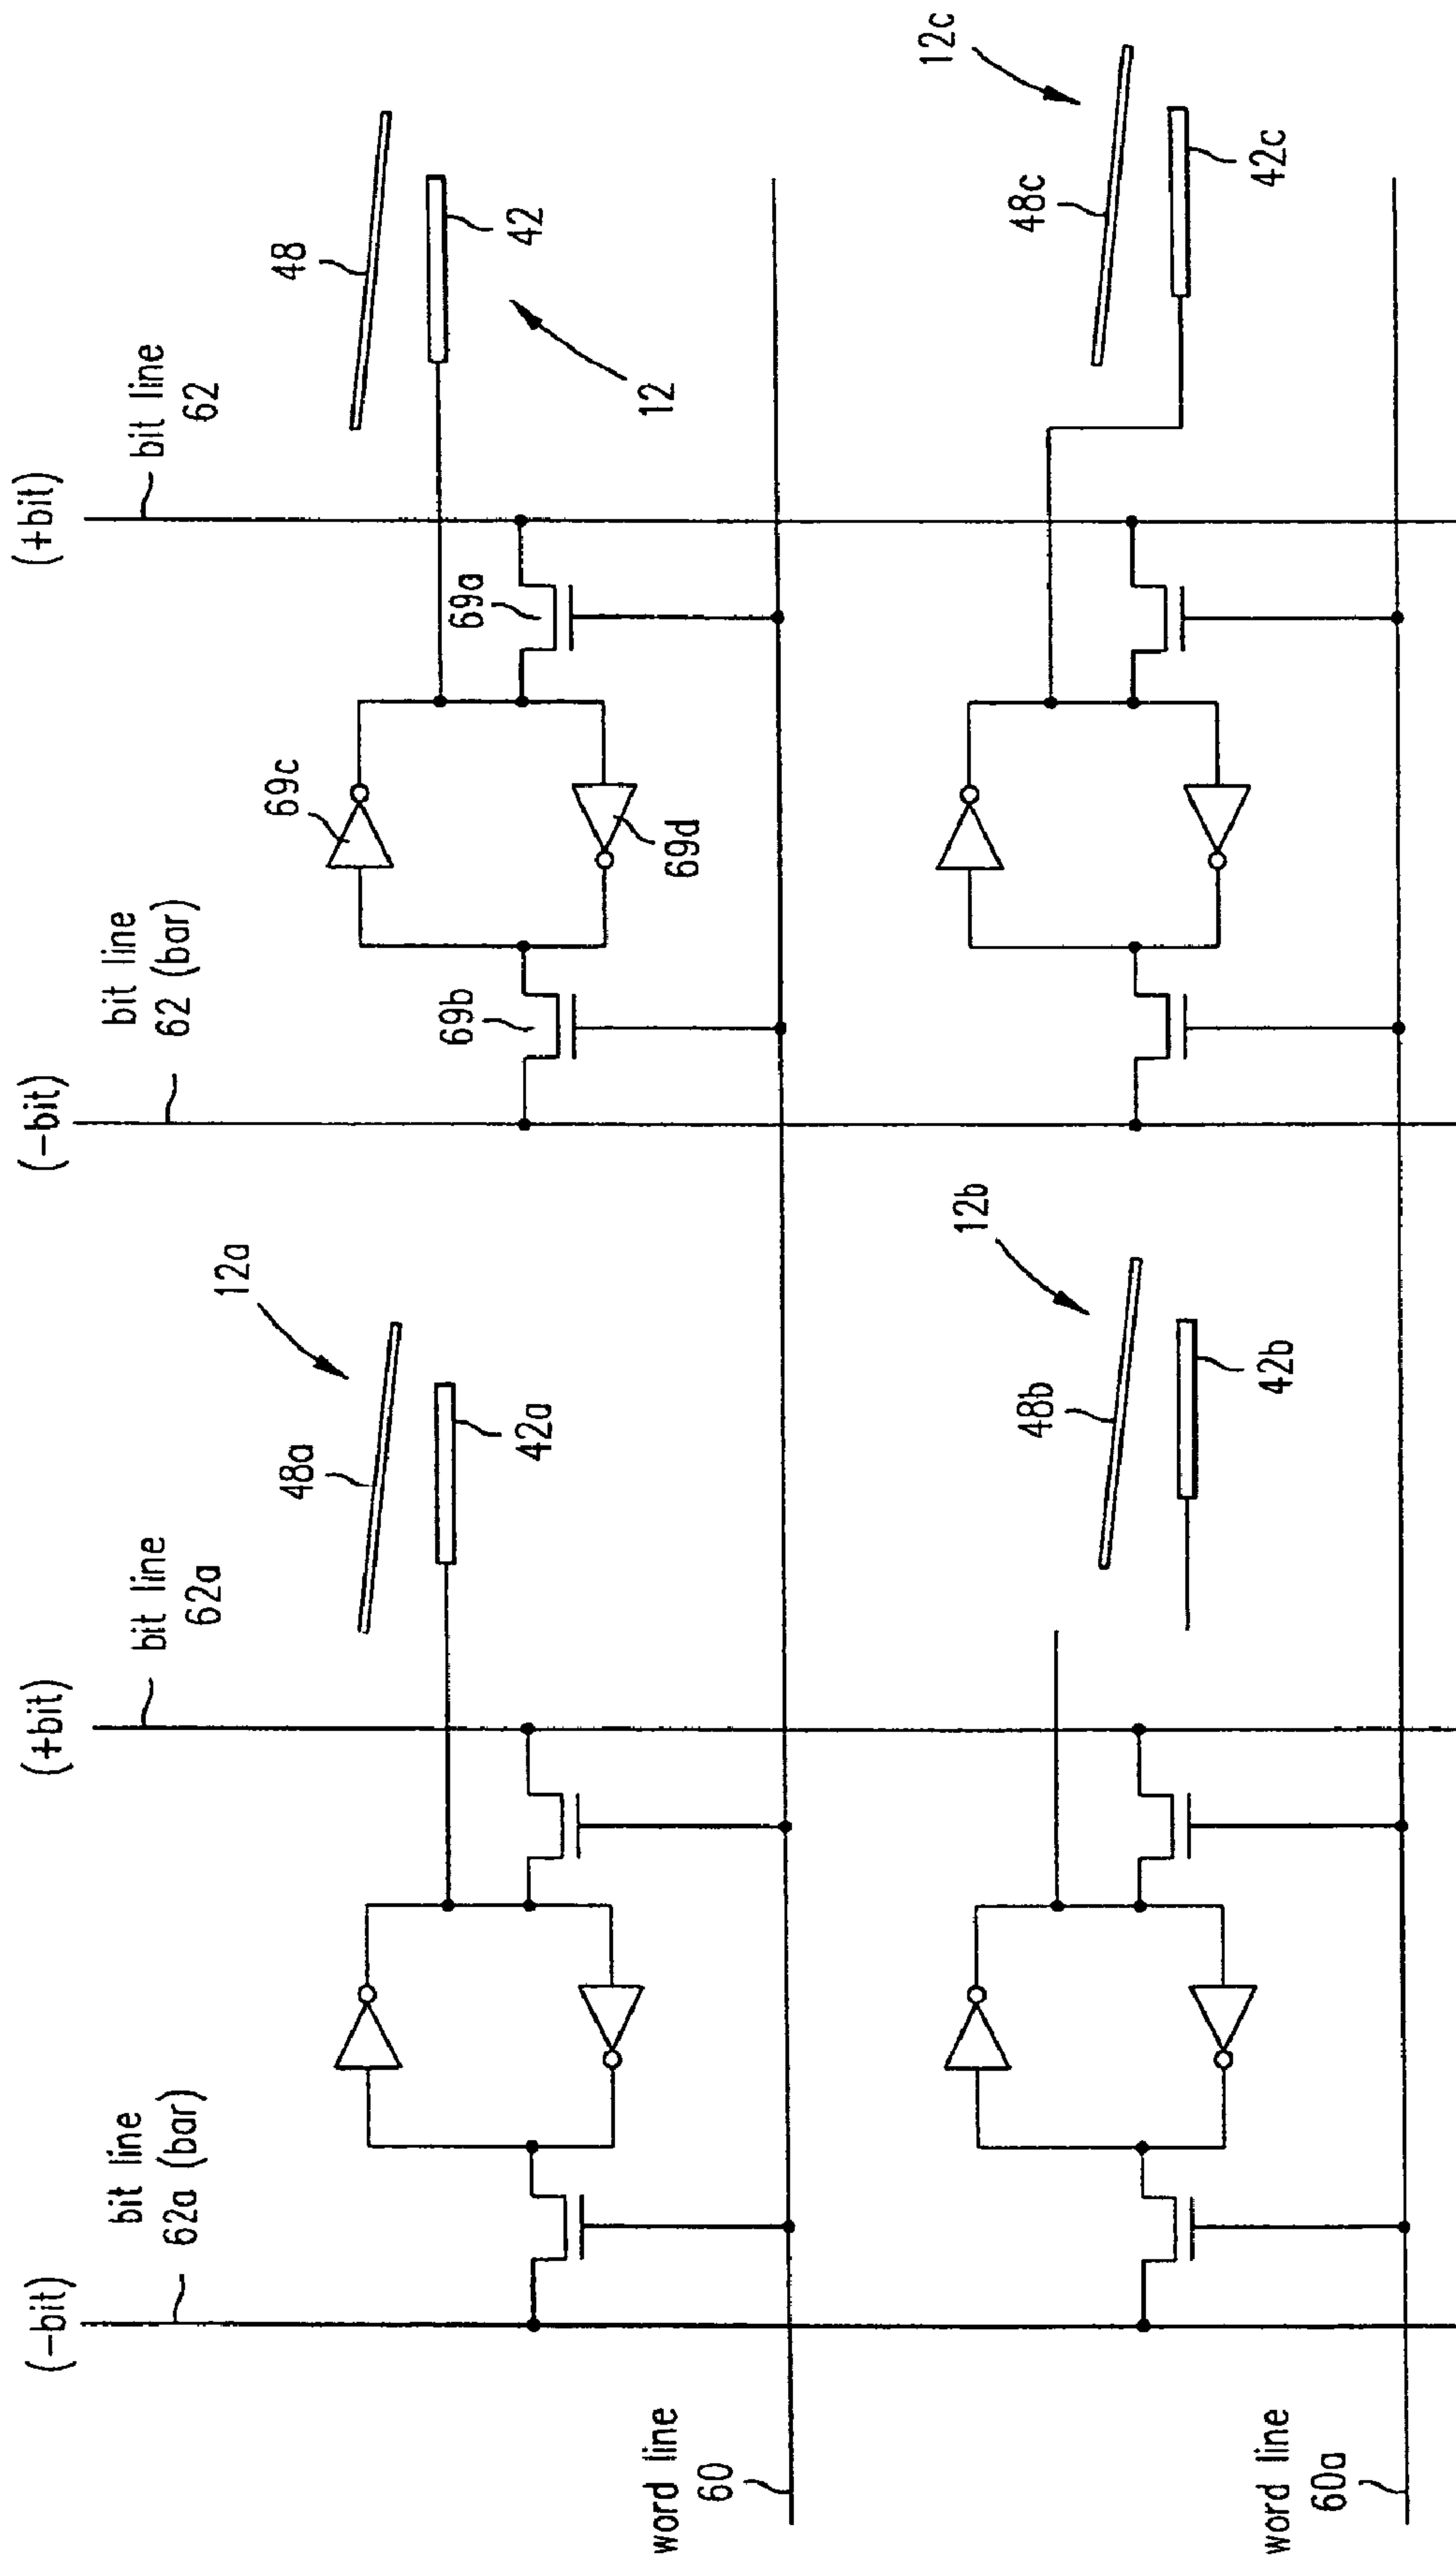 (−bit)
bit line
62a (bar)
(+bit)
bit line
62a
48a
42a
12a
(−bit)
bit line
62 (bar)
69b
69c
69d
(+bit)
bit line
62
69a
48
42
12
word line
60
48b
42b
12b
48c
42c
12c
word line
60a